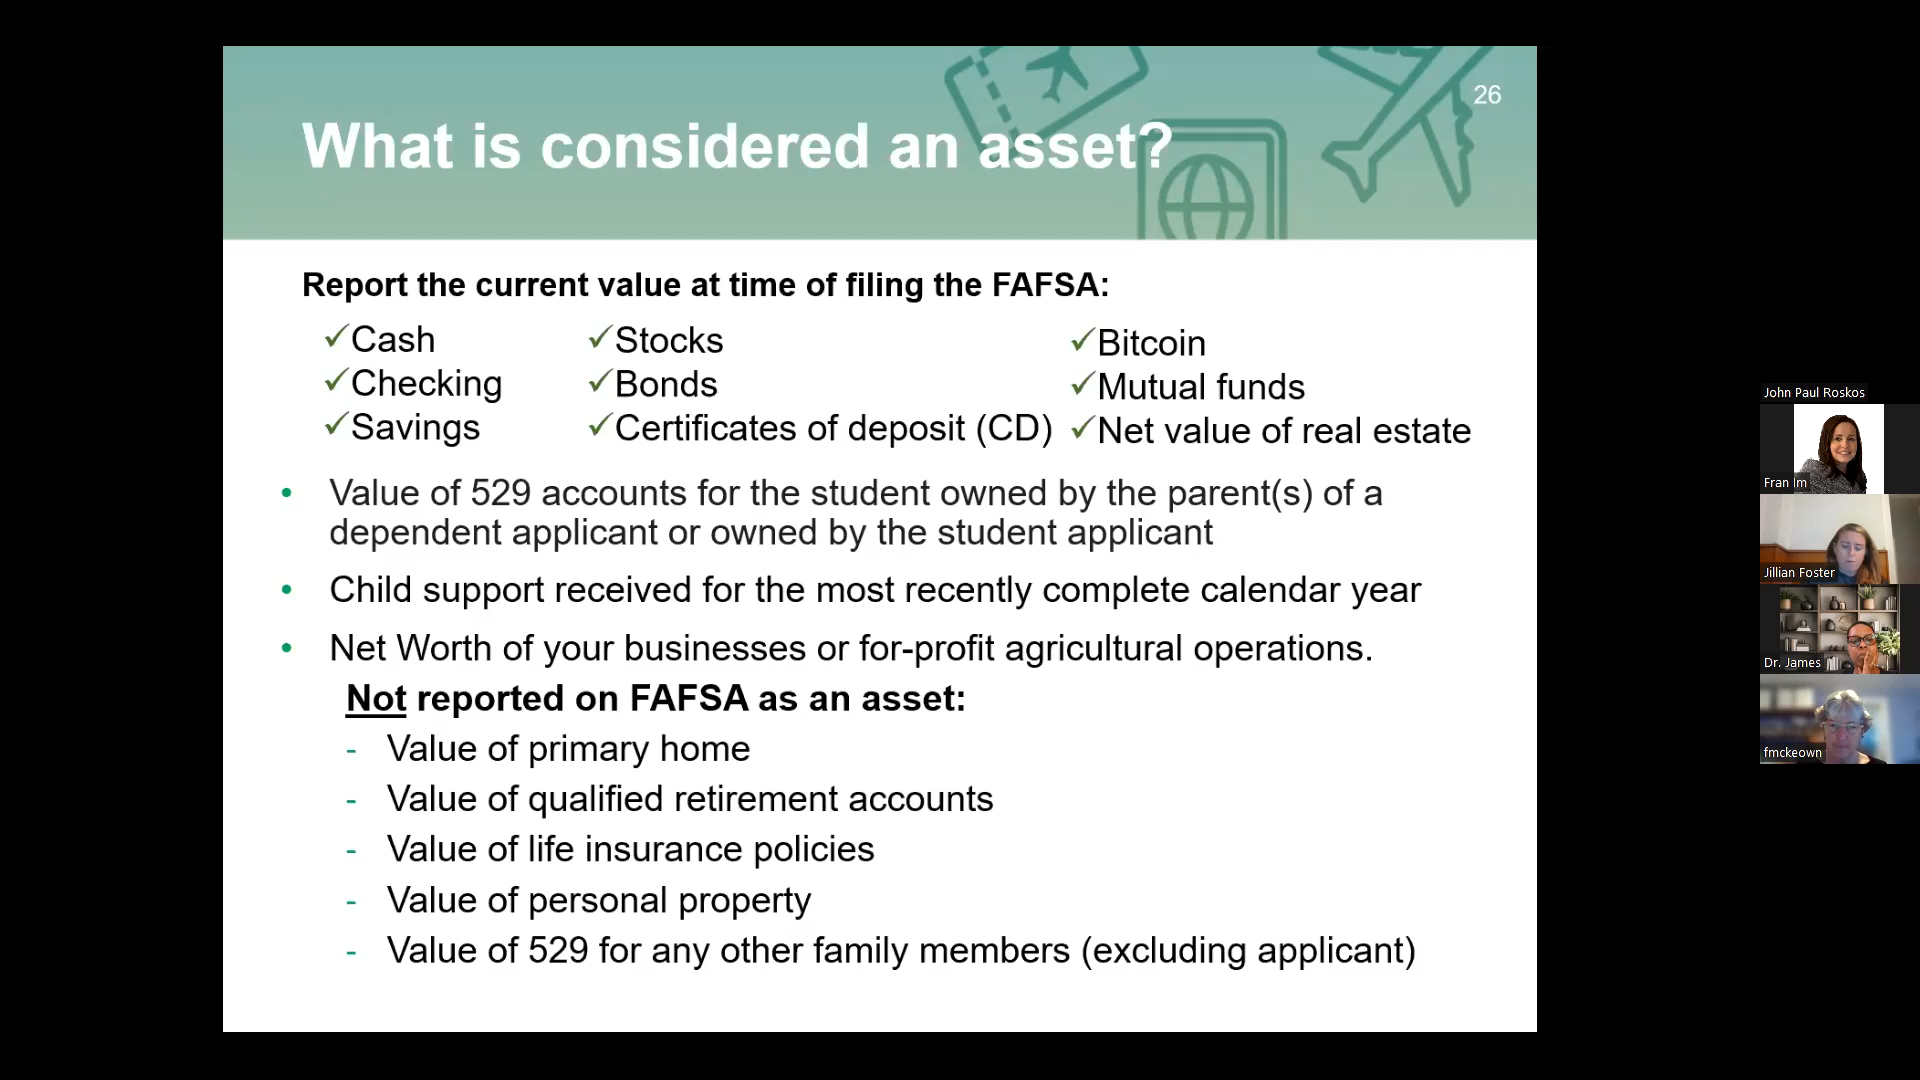 26
What is considered an asset?
Report the current value at time of filing the FAFSA:
✓Cash
✓Checking
✓Savings
✓Stocks
✓Bonds
✓Certificates of deposit (CD)
✓Bitcoin
✓Mutual funds
✓Net value of real estate
• Value of 529 accounts for the student owned by the parent(s) of a
dependent applicant or owned by the student applicant
• Child support received for the most recently complete calendar year
• Net Worth of your businesses or for-profit agricultural operations.
Not reported on FAFSA as an asset:
- Value of primary home
- Value of qualified retirement accounts
- Value of life insurance policies
- Value of personal property
- Value of 529 for any other family members (excluding applicant)
John Paul Roskos
Fran Im
Jillian Foster
Dr. James
fmckeown